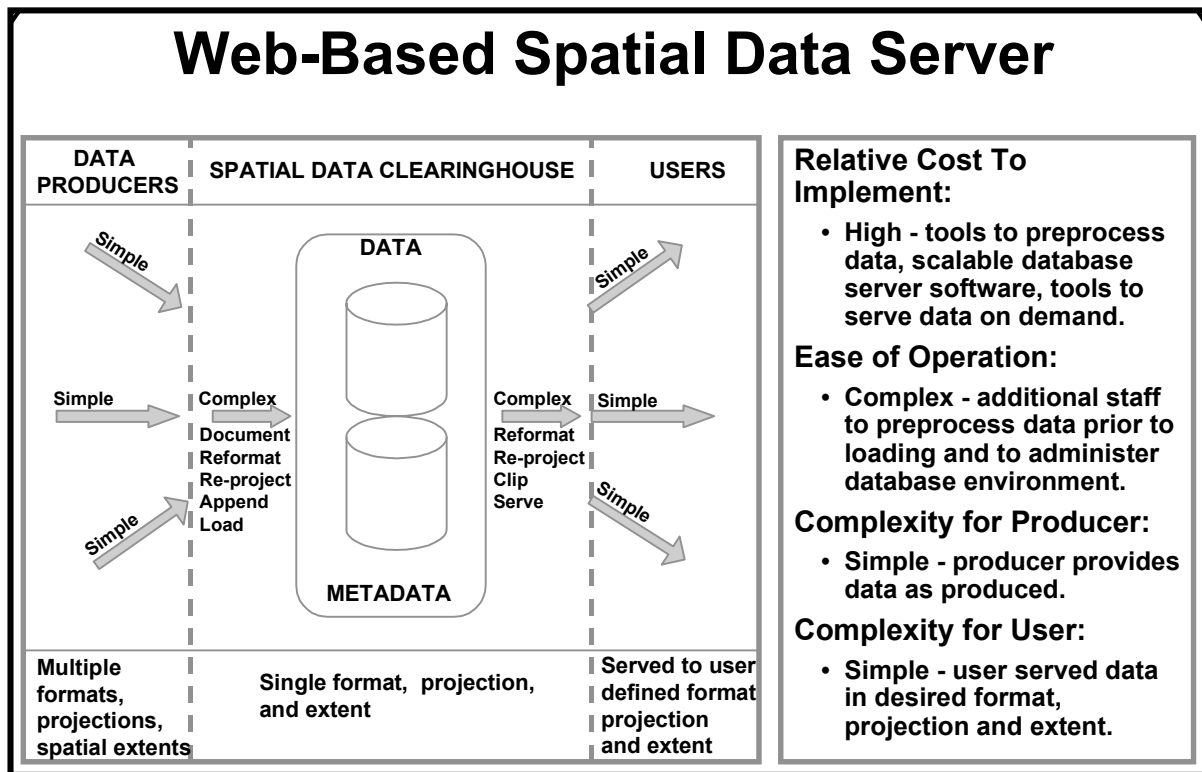 Web-Based Spatial Data Server
DATA
PRODUCERS
SPATIAL DATA CLEARINGHOUSE
USERS
Simple
Simple
Simple
Complex
Document
Reformat
Re-project
Append
Load
DATA
METADATA
Complex
Reformat
Re-project
Clip
Serve
Simple
Simple
Simple
Multiple
formats,
projections,
spatial extents
Single format, projection,
and extent
Served to user
defined format
projection
and extent
Relative Cost To
Implement:
• High - tools to preprocess
data, scalable database
server software, tools to
serve data on demand.
Ease of Operation:
• Complex - additional staff
to preprocess data prior to
loading and to administer
database environment.
Complexity for Producer:
• Simple - producer provides
data as produced.
Complexity for User:
• Simple - user served data
in desired format,
projection and extent.